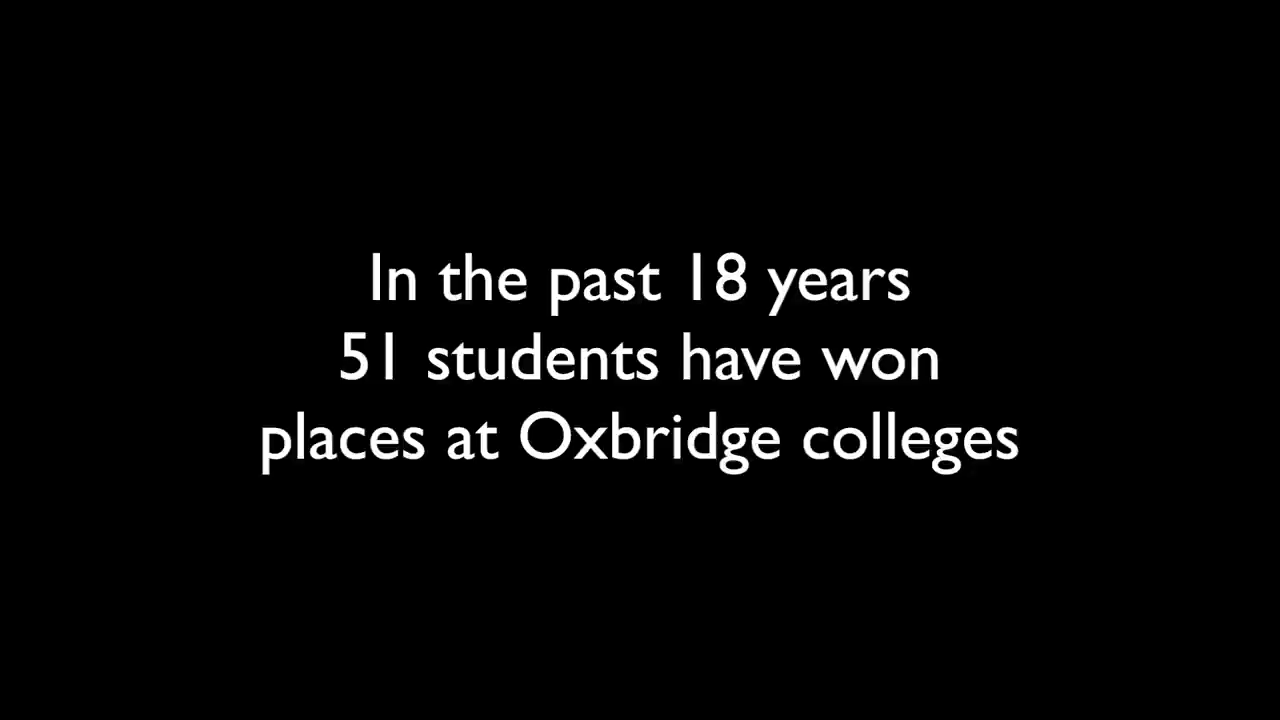 In the past 18 years
51 students have won
places at Oxbridge colleges